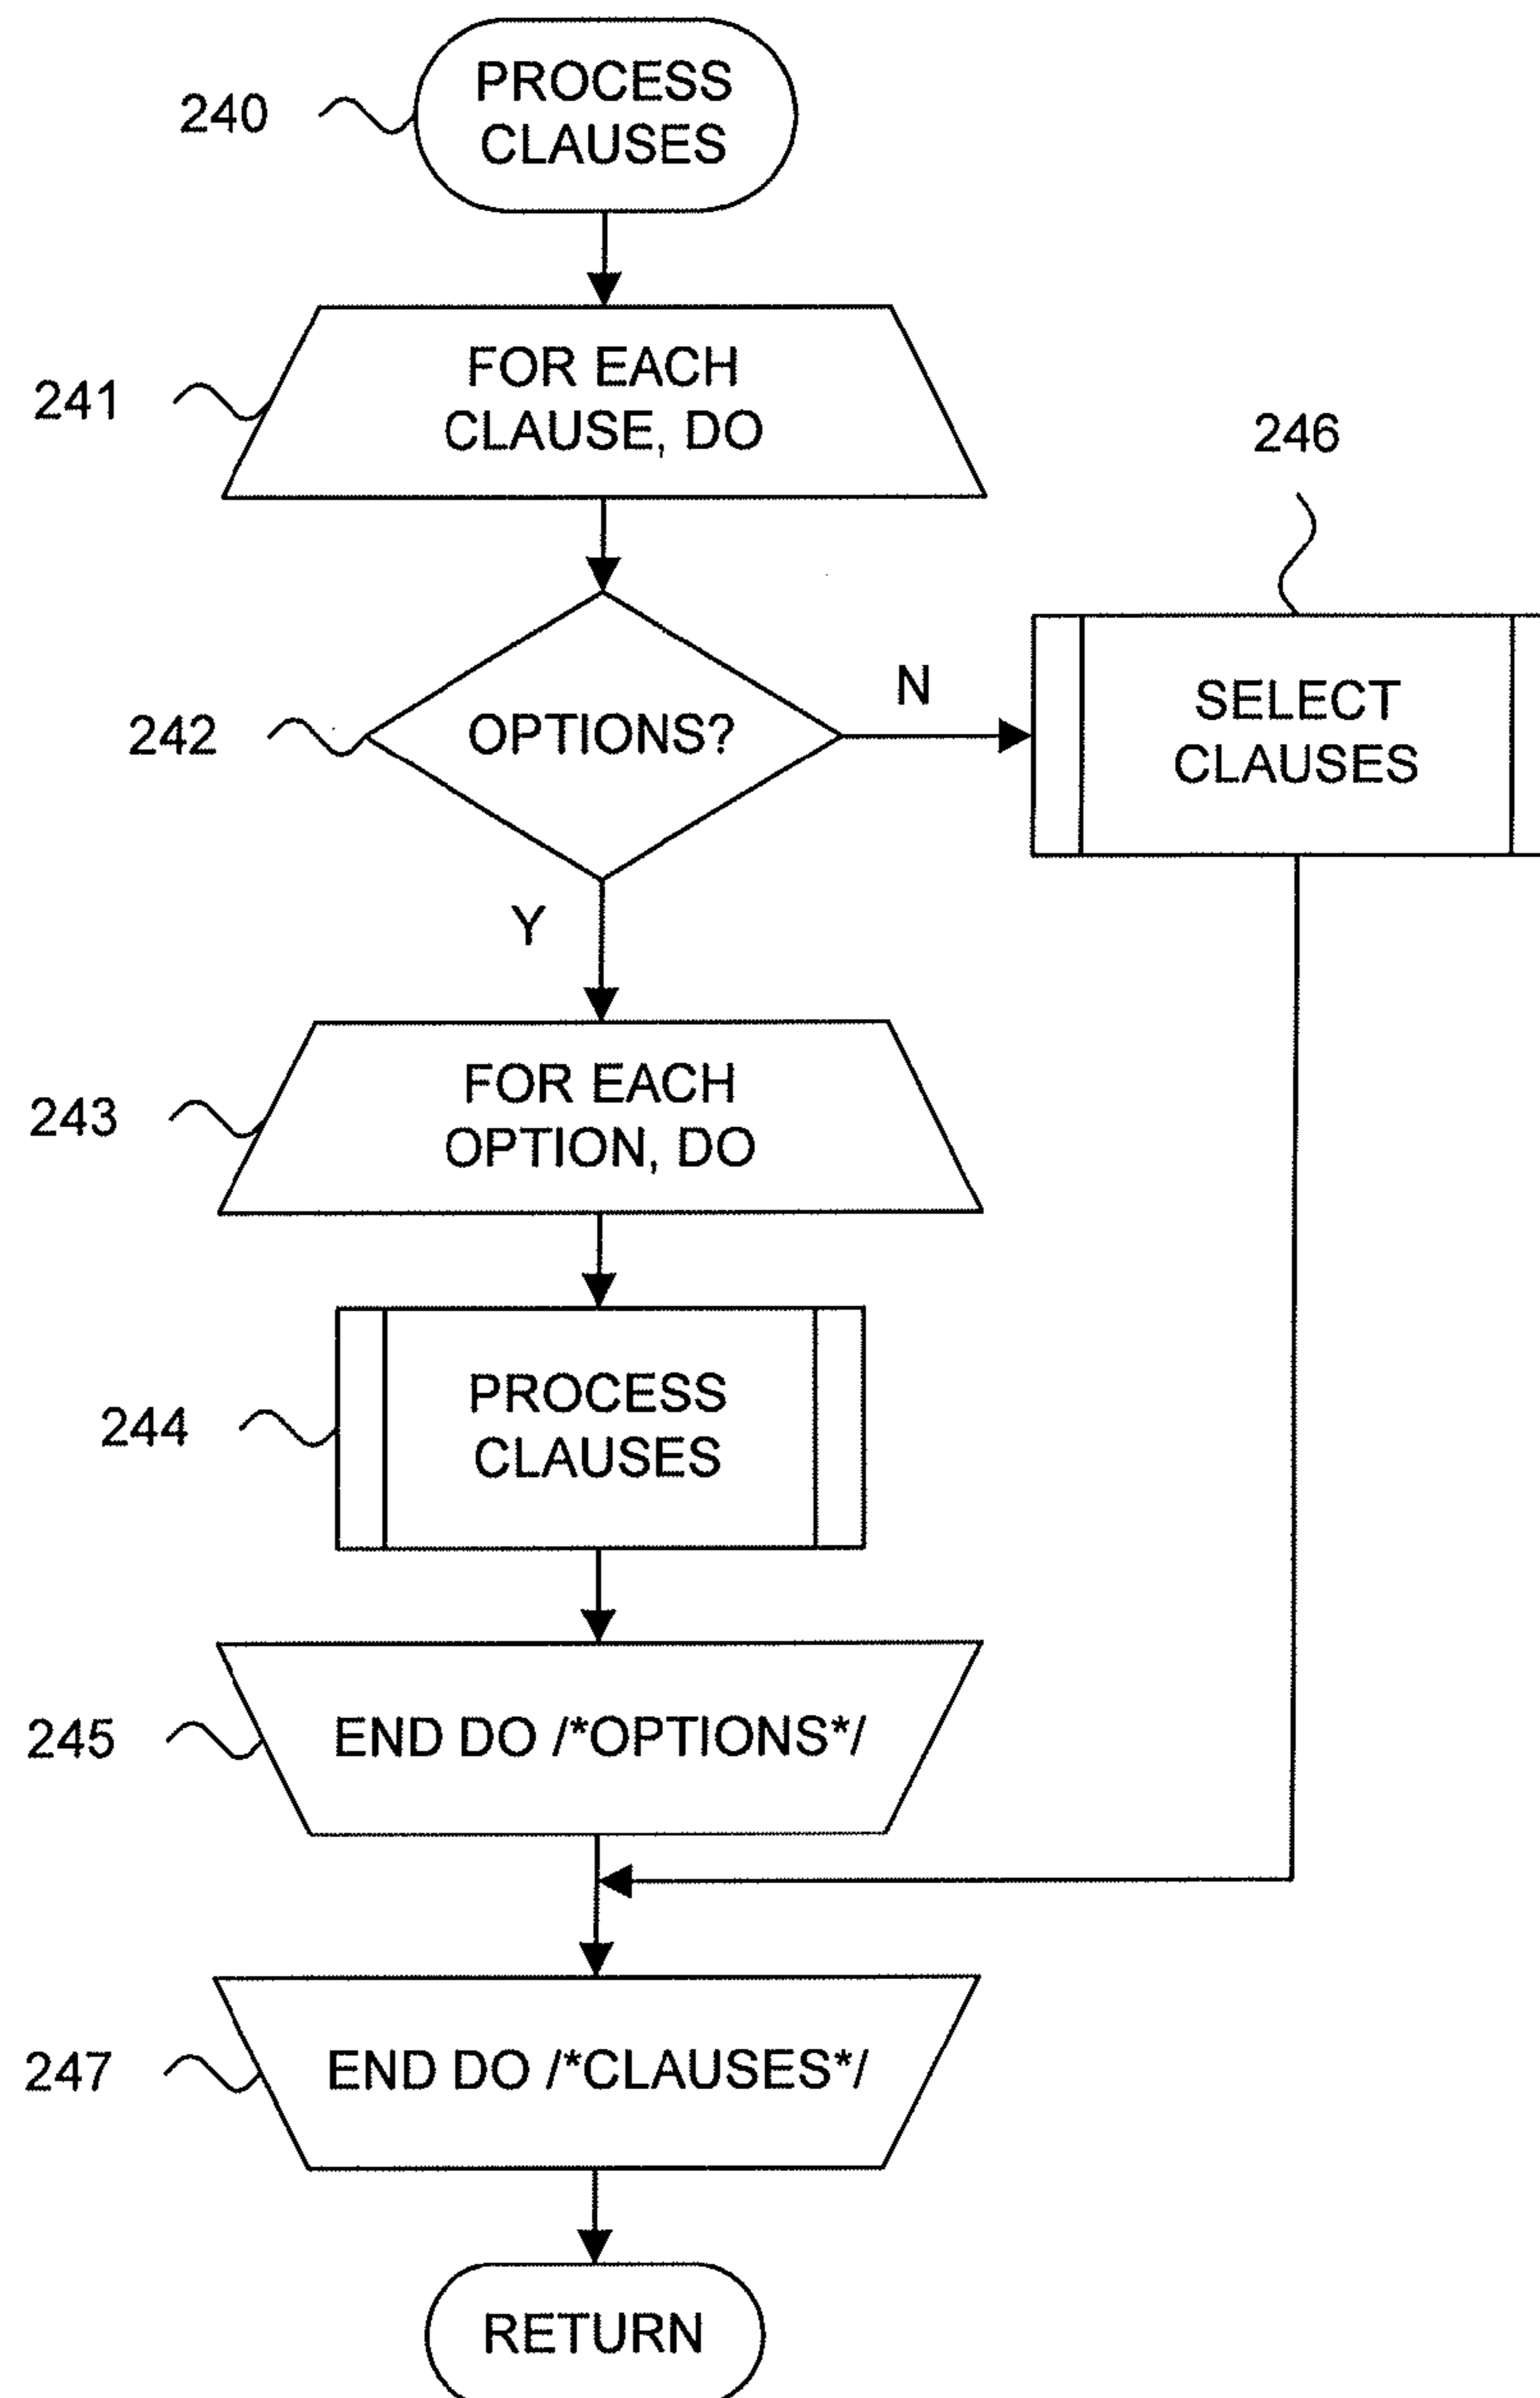 240
PROCESS
CLAUSES
241
FOR EACH
CLAUSE, DO
246
242
OPTIONS?
N
SELECT
CLAUSES
Y
243
FOR EACH
OPTION, DO
244
PROCESS
CLAUSES
245
END DO /*OPTIONS*/
247
END DO /*CLAUSES*/
RETURN